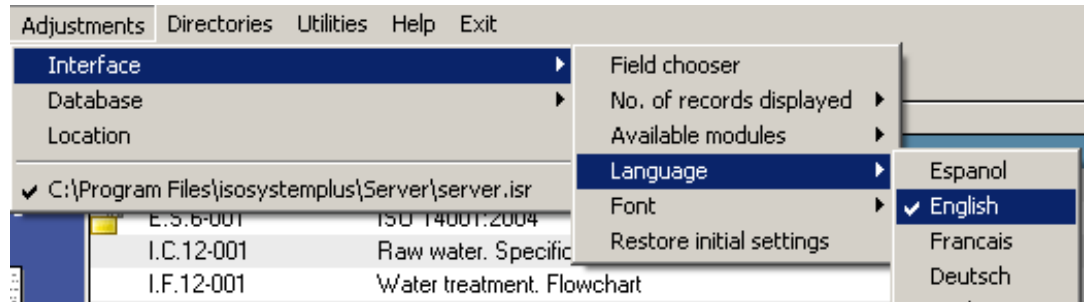 Adjustments Directories Utilities Help Exit
Interface
Database
Location
C:\Program Files\isosystemplus\Server\server.isr
Field chooser
No. of records displayed
Available modules
Language
Font
Restore initial settings
Espanol
English
Francais
Deutsch
E.S.6-001 ISO 14001:2004
I.C.12-001 Raw water. Specific
I.F.12-001 Water treatment. Flowchart